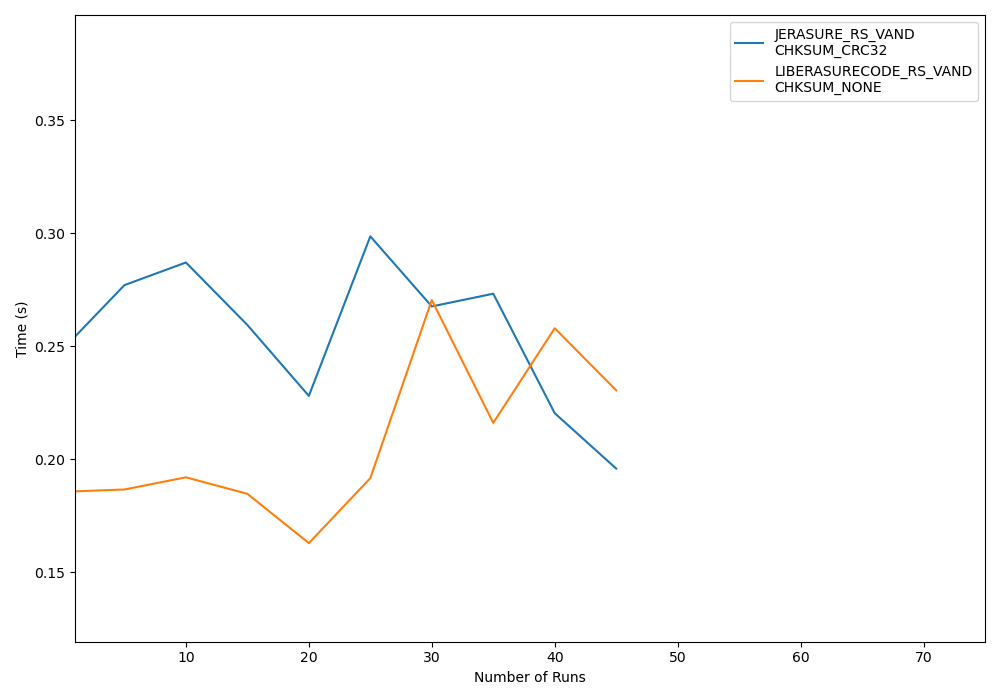 JERASURE_RS_VAND
CHKSUM_CRC32
LIBERASURECODE_RS_VAND
CHKSUM_NONE
Time (s)
0.35
0.30
0.25
0.20
0.15
10 20 30 40 50 60 70
Number of Runs